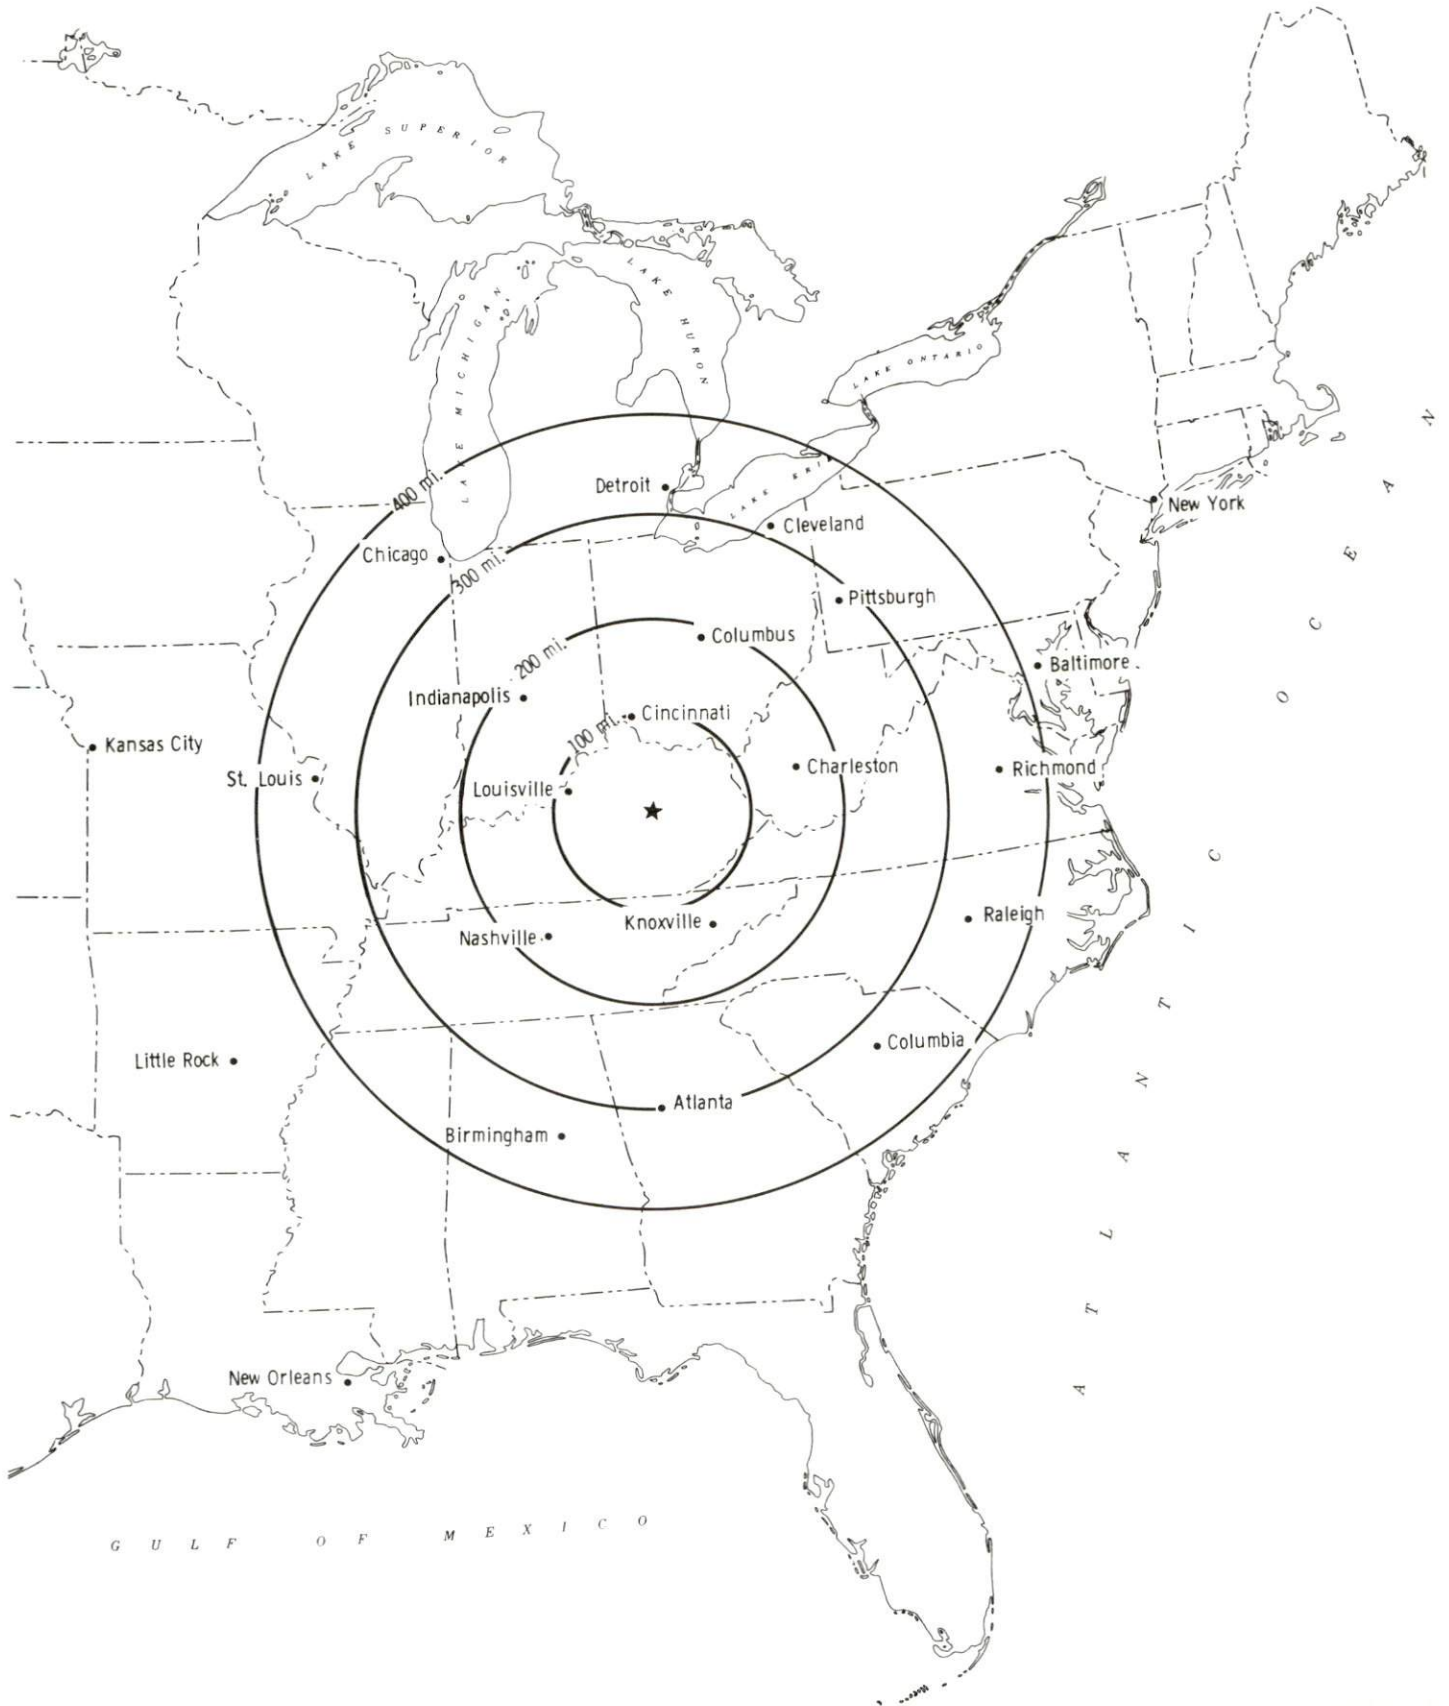 LAKE SUPERIOR
LAKE MICHIGAN
LAKE HURON
LAKE ONTARIO
LAKE ERIE
400 mi.
Detroit
Cleveland
New York
Chicago
300 mi.
Pittsburgh
Columbus
200 mi.
Baltimore
Indianapolis
100 mi.
Cincinnati
Kansas City
St. Louis
Charleston
Richmond
Louisville
Knoxville
Raleigh
Nashville
Columbia
Little Rock
Atlanta
Birmingham
New Orleans
ATLANTIC OCEAN
GULF OF MEXICO